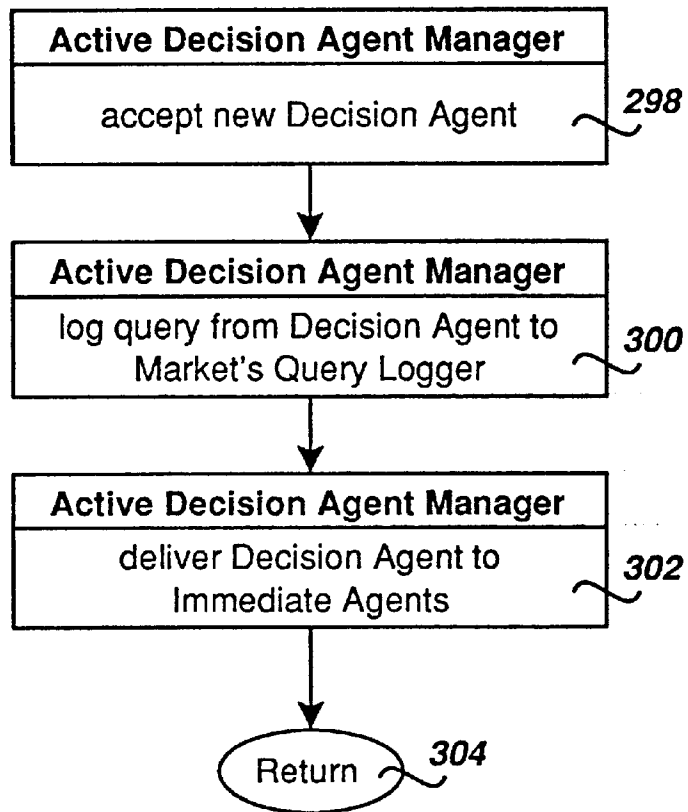 Active Decision Agent Manager
accept new Decision Agent
298
Active Decision Agent Manager
log query from Decision Agent to
Market's Query Logger
300
Active Decision Agent Manager
deliver Decision Agent to
Immediate Agents
302
Return
304